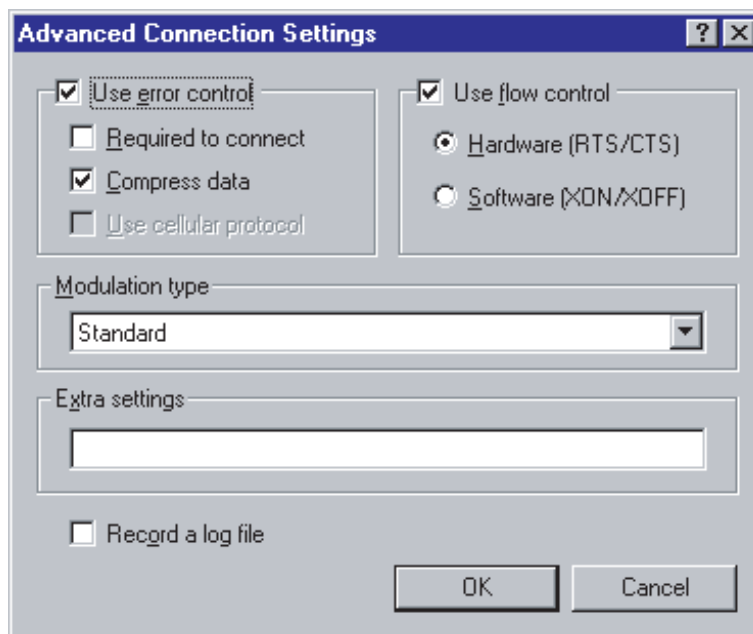 Advanced Connection Settings
Use error control
Required to connect
Compress data
Use cellular protocol
Use flow control
Hardware (RTS/CTS)
Software (XON/XOFF)
Modulation type
Standard
Extra settings
Record a log file
OK Cancel